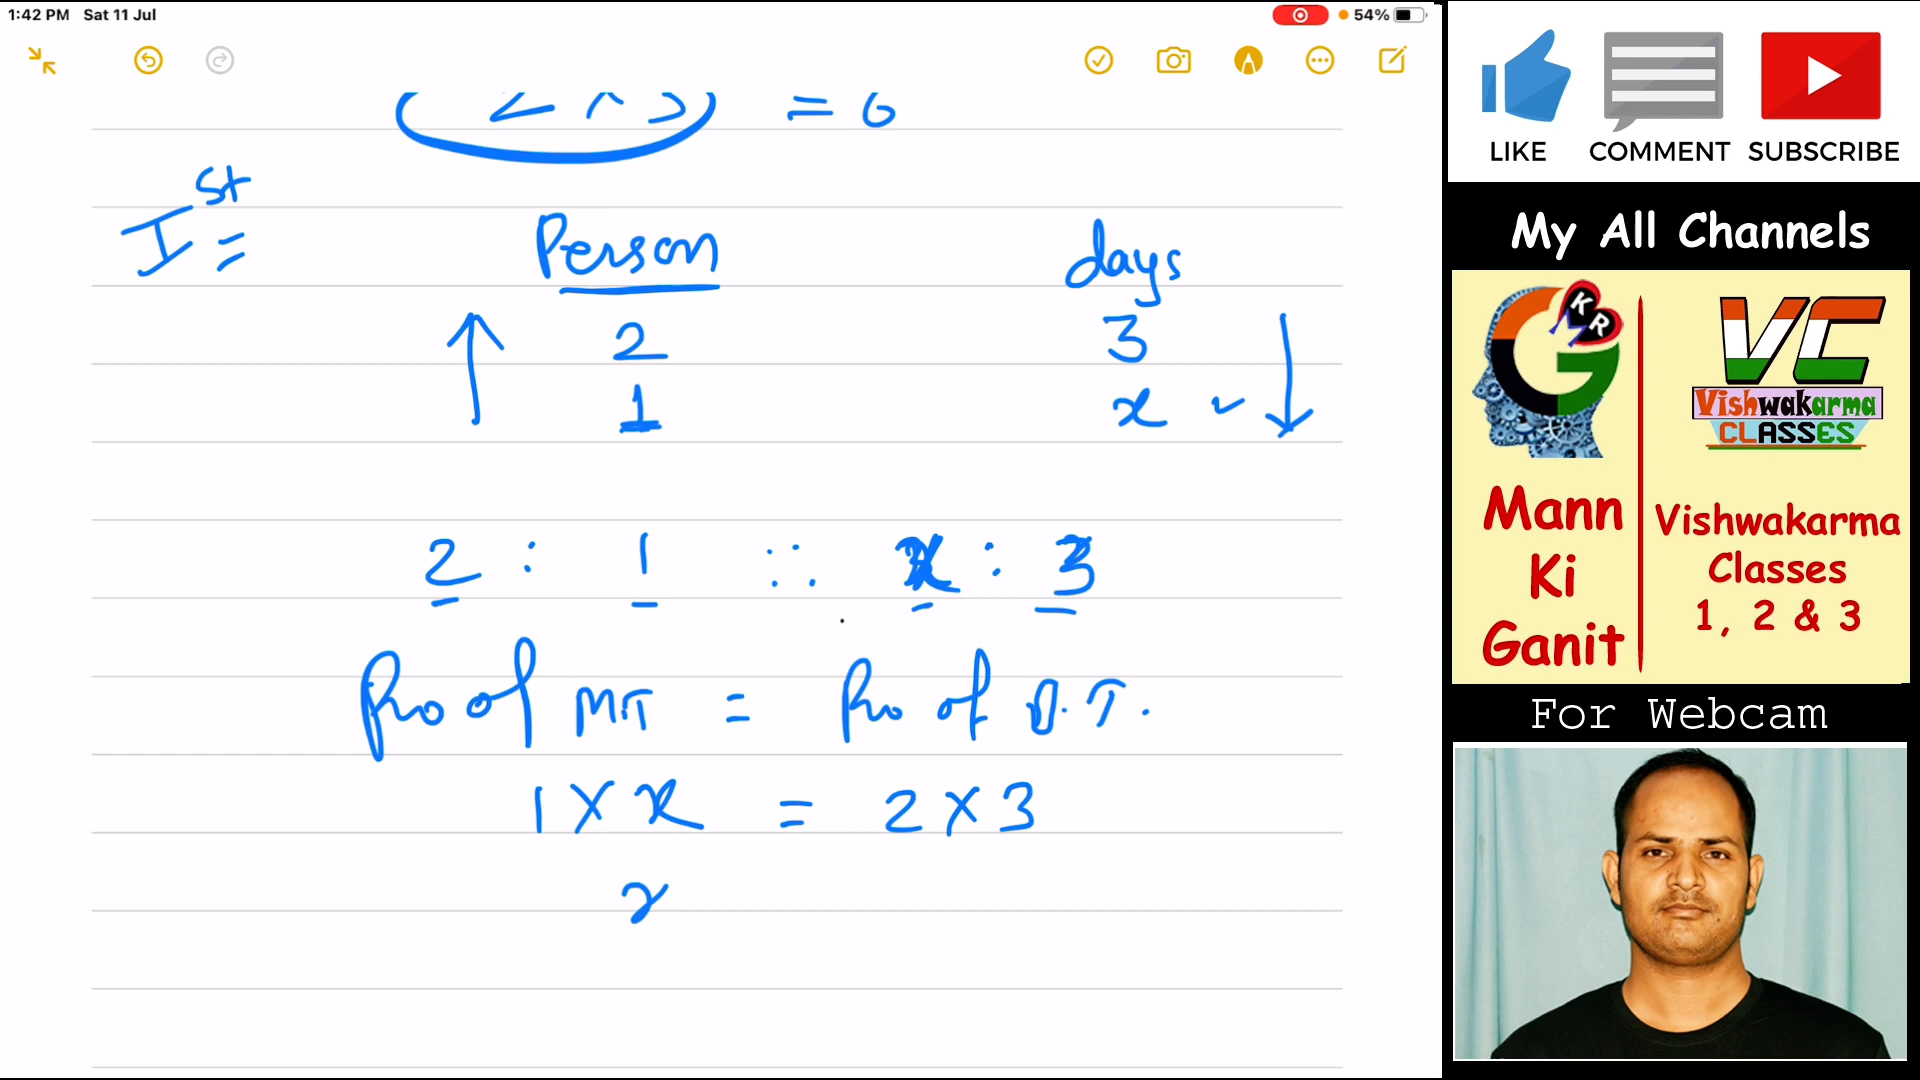 1:42 PM Sat 11 Jul
54%
(2 × 3) = 6
Ist =
Person days
2 3
1 x
2 : 1 :: x : 3
Pro of MT = Pro of D.T.
1 × x = 2 × 3
x
LIKE COMMENT SUBSCRIBE
My All Channels
G K R
VC
Vishwakarma
CLASSES
Mann
Ki
Ganit
Vishwakarma
Classes
1, 2 & 3
For Webcam